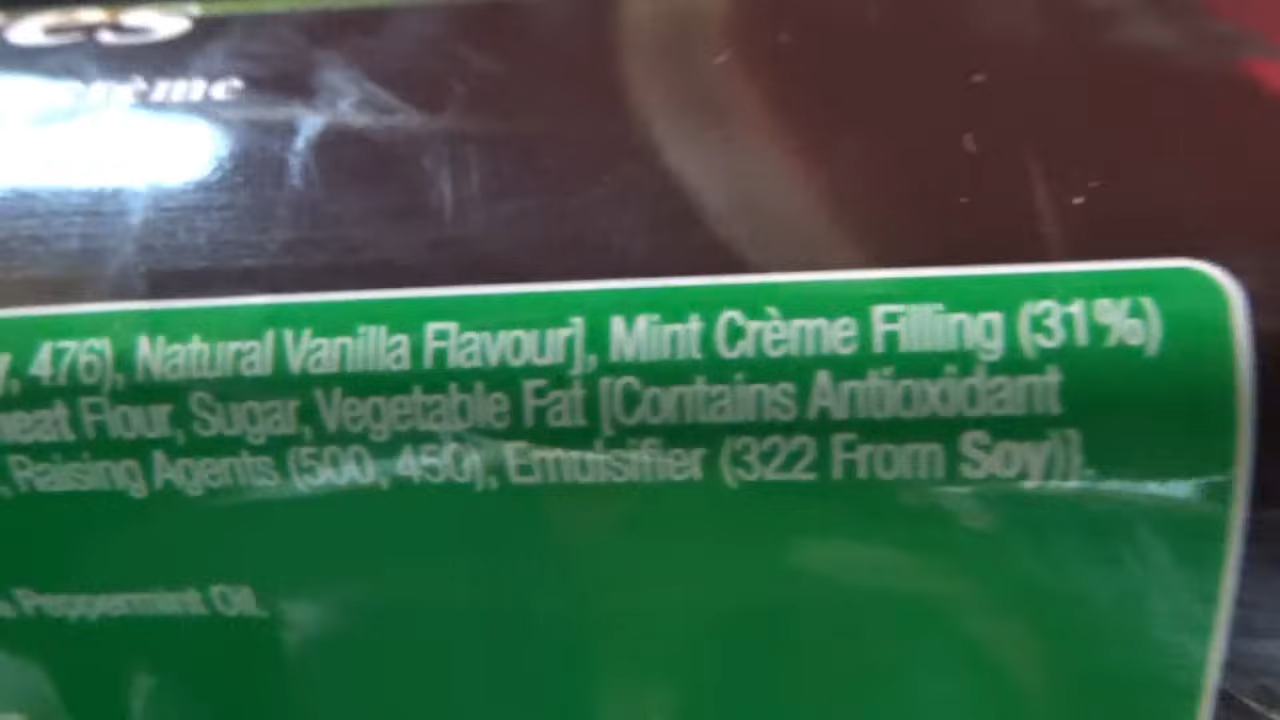 crème
, 476), Natural Vanilla Flavour], Mint Crème Filling (31%)
Flour, Sugar, Vegetable Fat [Contains Antioxidant
, Raising Agents (500, 450), Emulsifier (322 From Soy)].
Peppermint Oil.